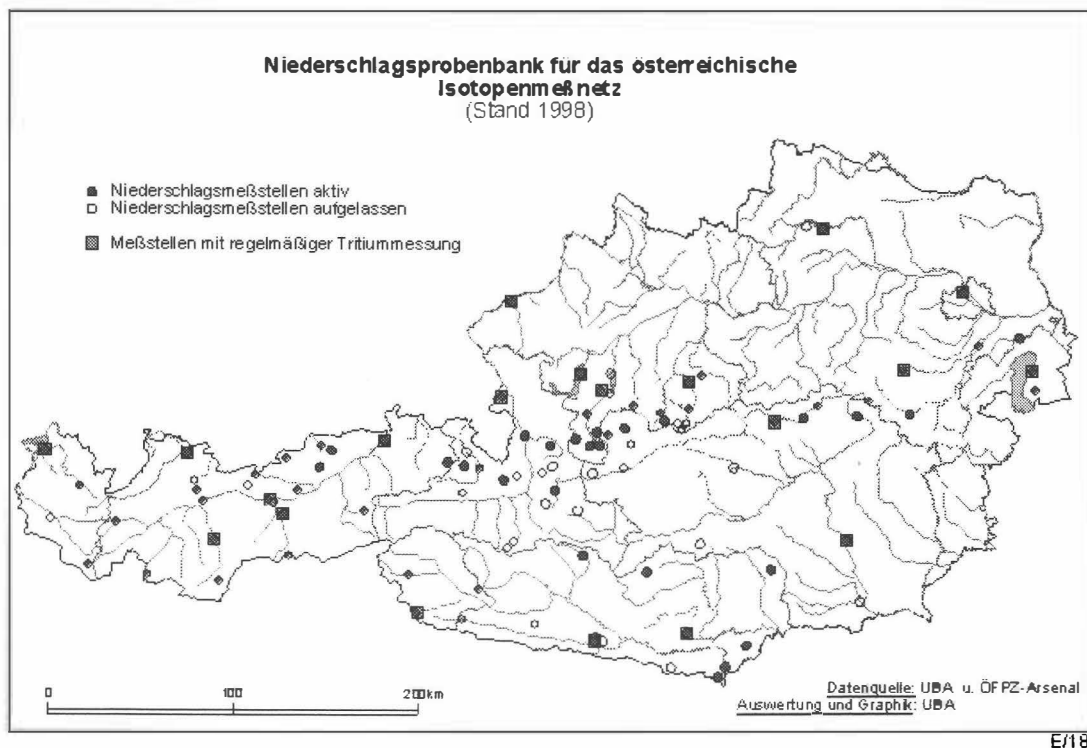 Niederschlagsprobenbank für das österreichische
Isotopenmeßnetz
(Stand 1998)
Niederschlagsmeßstellen aktiv
Niederschlagsmeßstellen aufgelassen
Meßstellen mit regelmäßiger Tritiummessung
0 100 200km
Datenquelle: UBA u. ÖFPZ-Arsenal
Auswertung und Graphik: UBA
E/18